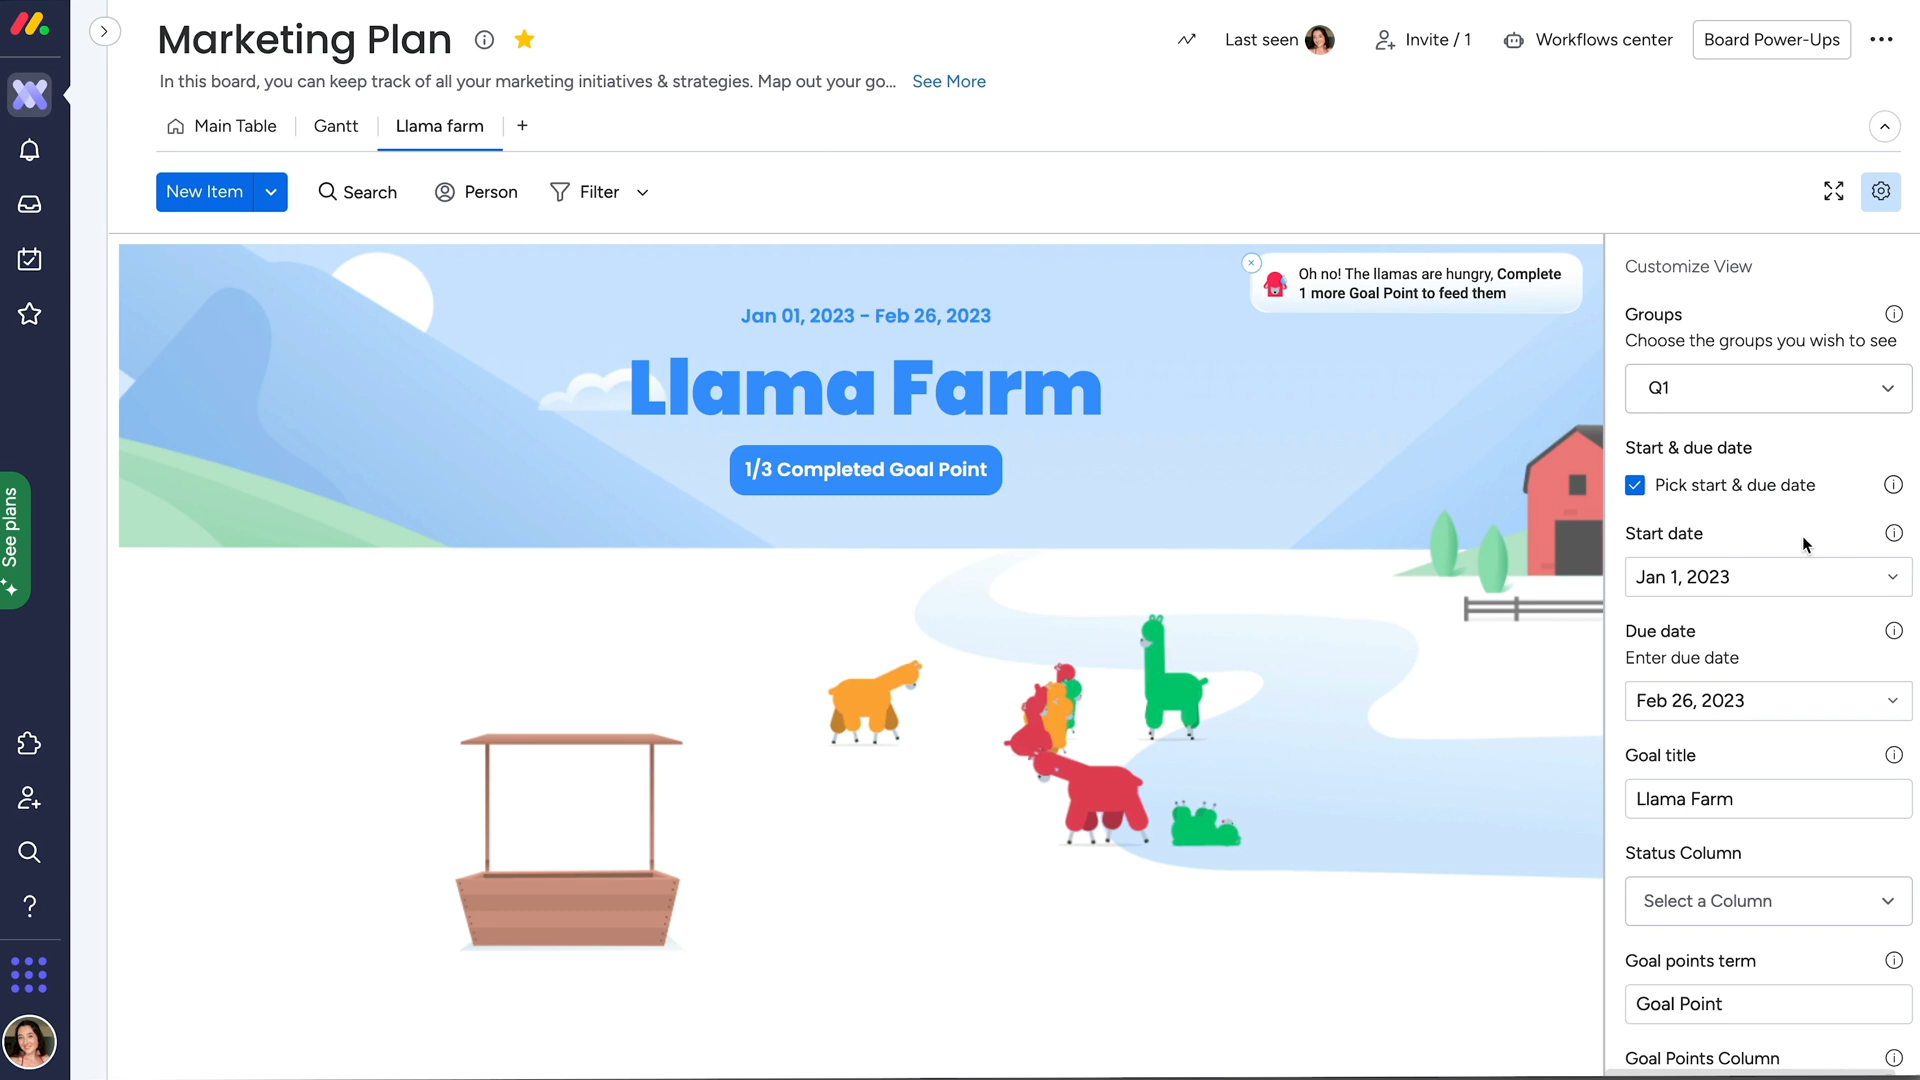 Marketing Plan
Last seen
Invite / 1
Workflows center
Board Power-Ups
In this board, you can keep track of all your marketing initiatives & strategies. Map out your go... See More
Main Table
Gantt
Llama farm
+
New Item
Search
Person
Filter
See plans
Jan 01, 2023 - Feb 26, 2023
Llama Farm
1/3 Completed Goal Point
Oh no! The llamas are hungry, Complete
1 more Goal Point to feed them
Customize View
Groups
Choose the groups you wish to see
Q1
Start & due date
Pick start & due date
Start date
Jan 1, 2023
Due date
Enter due date
Feb 26, 2023
Goal title
Llama Farm
Status Column
Select a Column
Goal points term
Goal Point
Goal Points Column